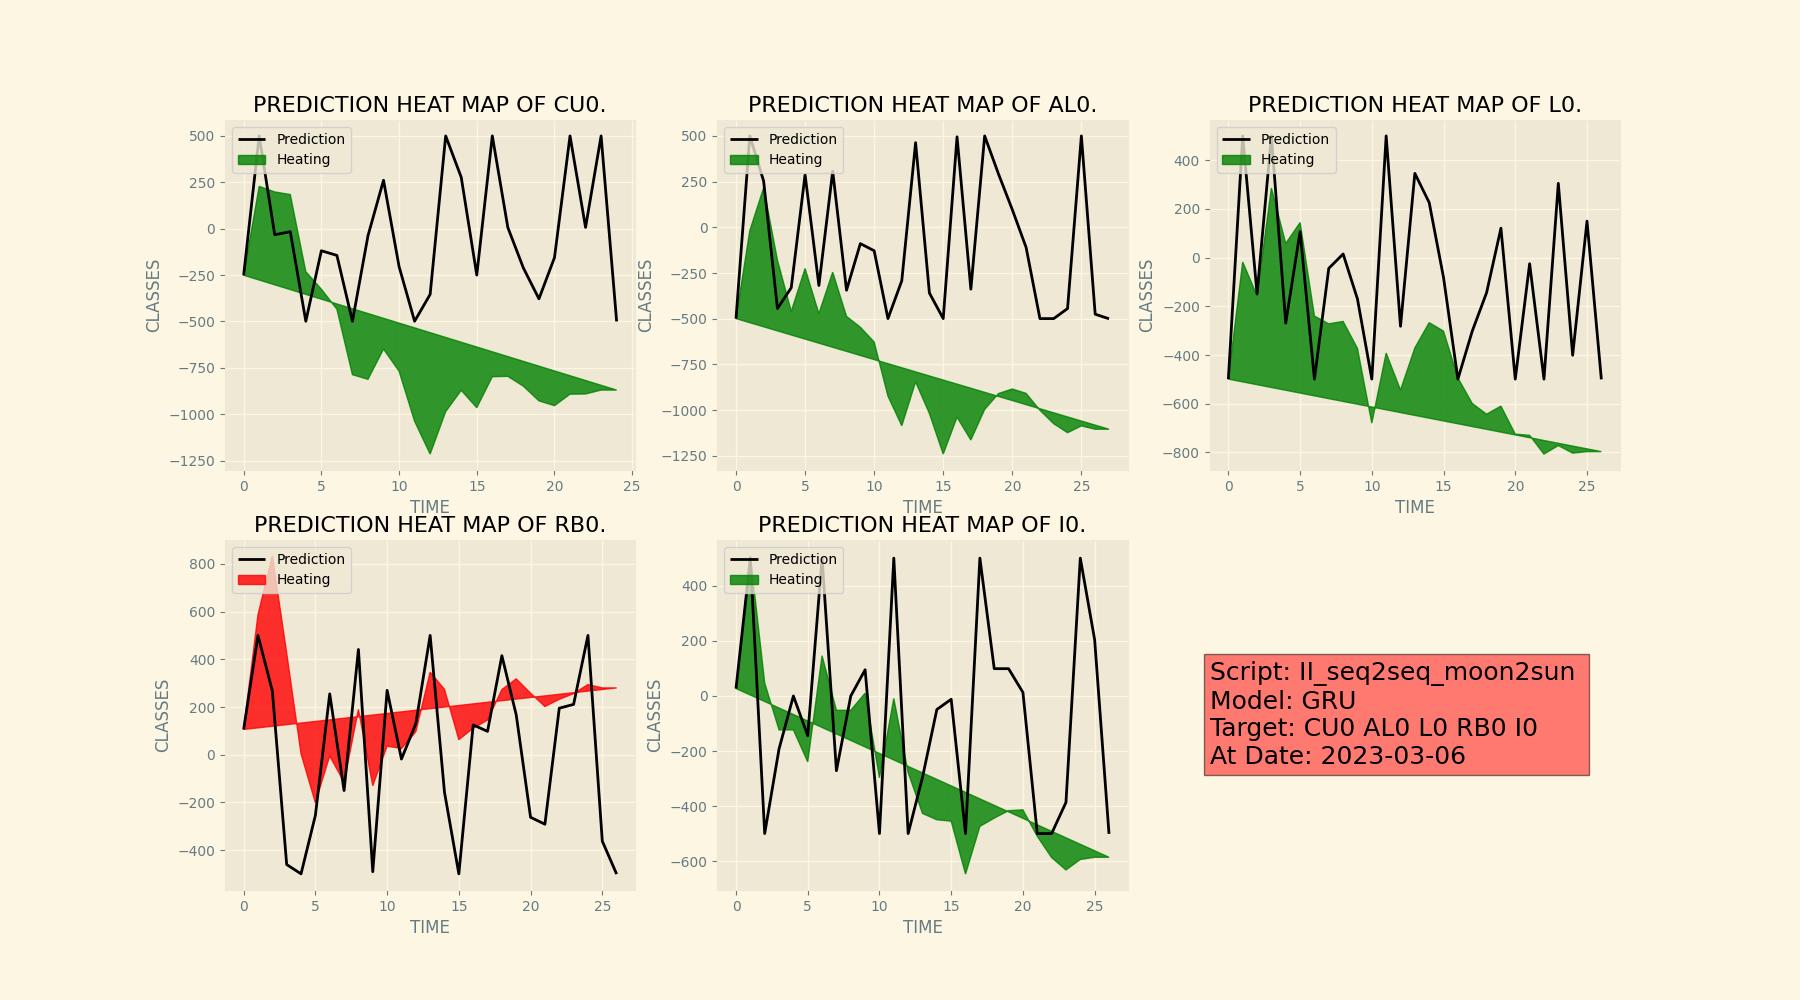 PREDICTION HEAT MAP OF CU0.
Prediction
Heating
500
250
0
−250
−500
−750
−1000
−1250
CLASSES
0 5 10 15 20 25
TIME
PREDICTION HEAT MAP OF AL0.
Prediction
Heating
500
250
0
−250
−500
−750
−1000
−1250
CLASSES
0 5 10 15 20 25
TIME
PREDICTION HEAT MAP OF L0.
Prediction
Heating
400
200
0
−200
−400
−600
−800
CLASSES
0 5 10 15 20 25
TIME
PREDICTION HEAT MAP OF RB0.
Prediction
Heating
800
600
400
200
0
−200
−400
CLASSES
0 5 10 15 20 25
TIME
PREDICTION HEAT MAP OF I0.
Prediction
Heating
400
200
0
−200
−400
−600
CLASSES
0 5 10 15 20 25
TIME
Script: II_seq2seq_moon2sun
Model: GRU
Target: CU0 AL0 L0 RB0 I0
At Date: 2023-03-06